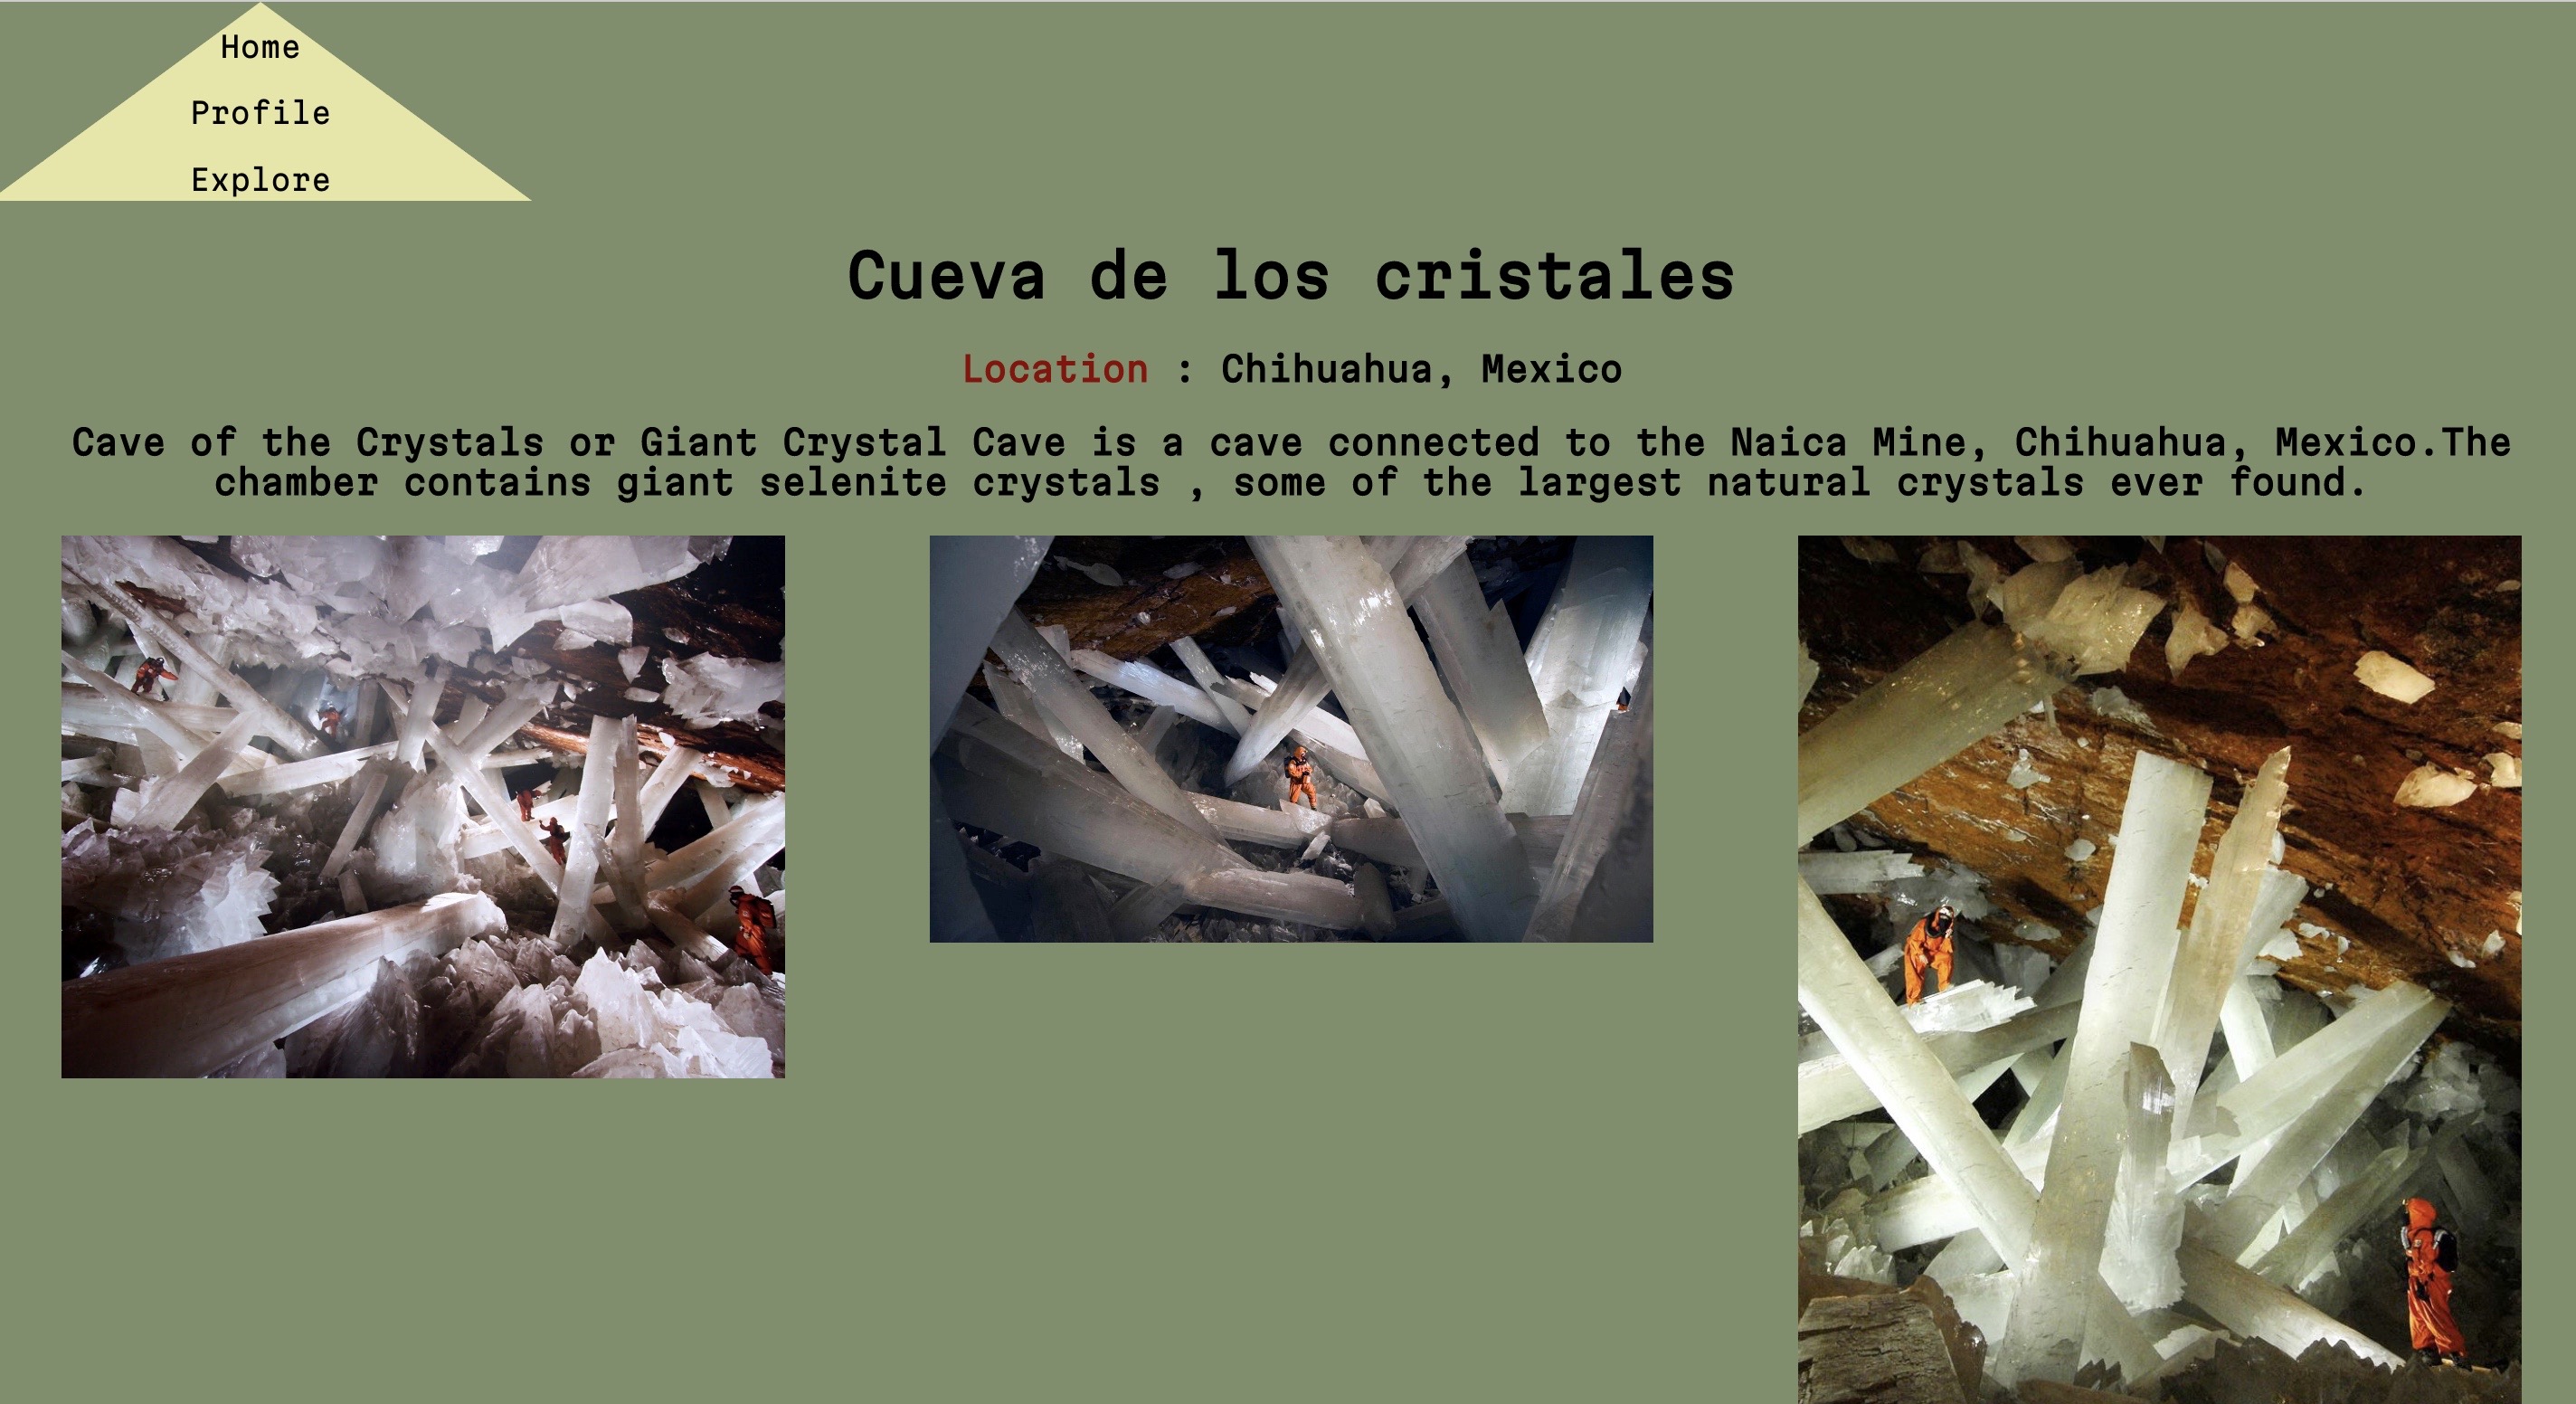 Home
Profile
Explore
Cueva de los cristales
Location : Chihuahua, Mexico
Cave of the Crystals or Giant Crystal Cave is a cave connected to the Naica Mine, Chihuahua, Mexico.The
chamber contains giant selenite crystals , some of the largest natural crystals ever found.